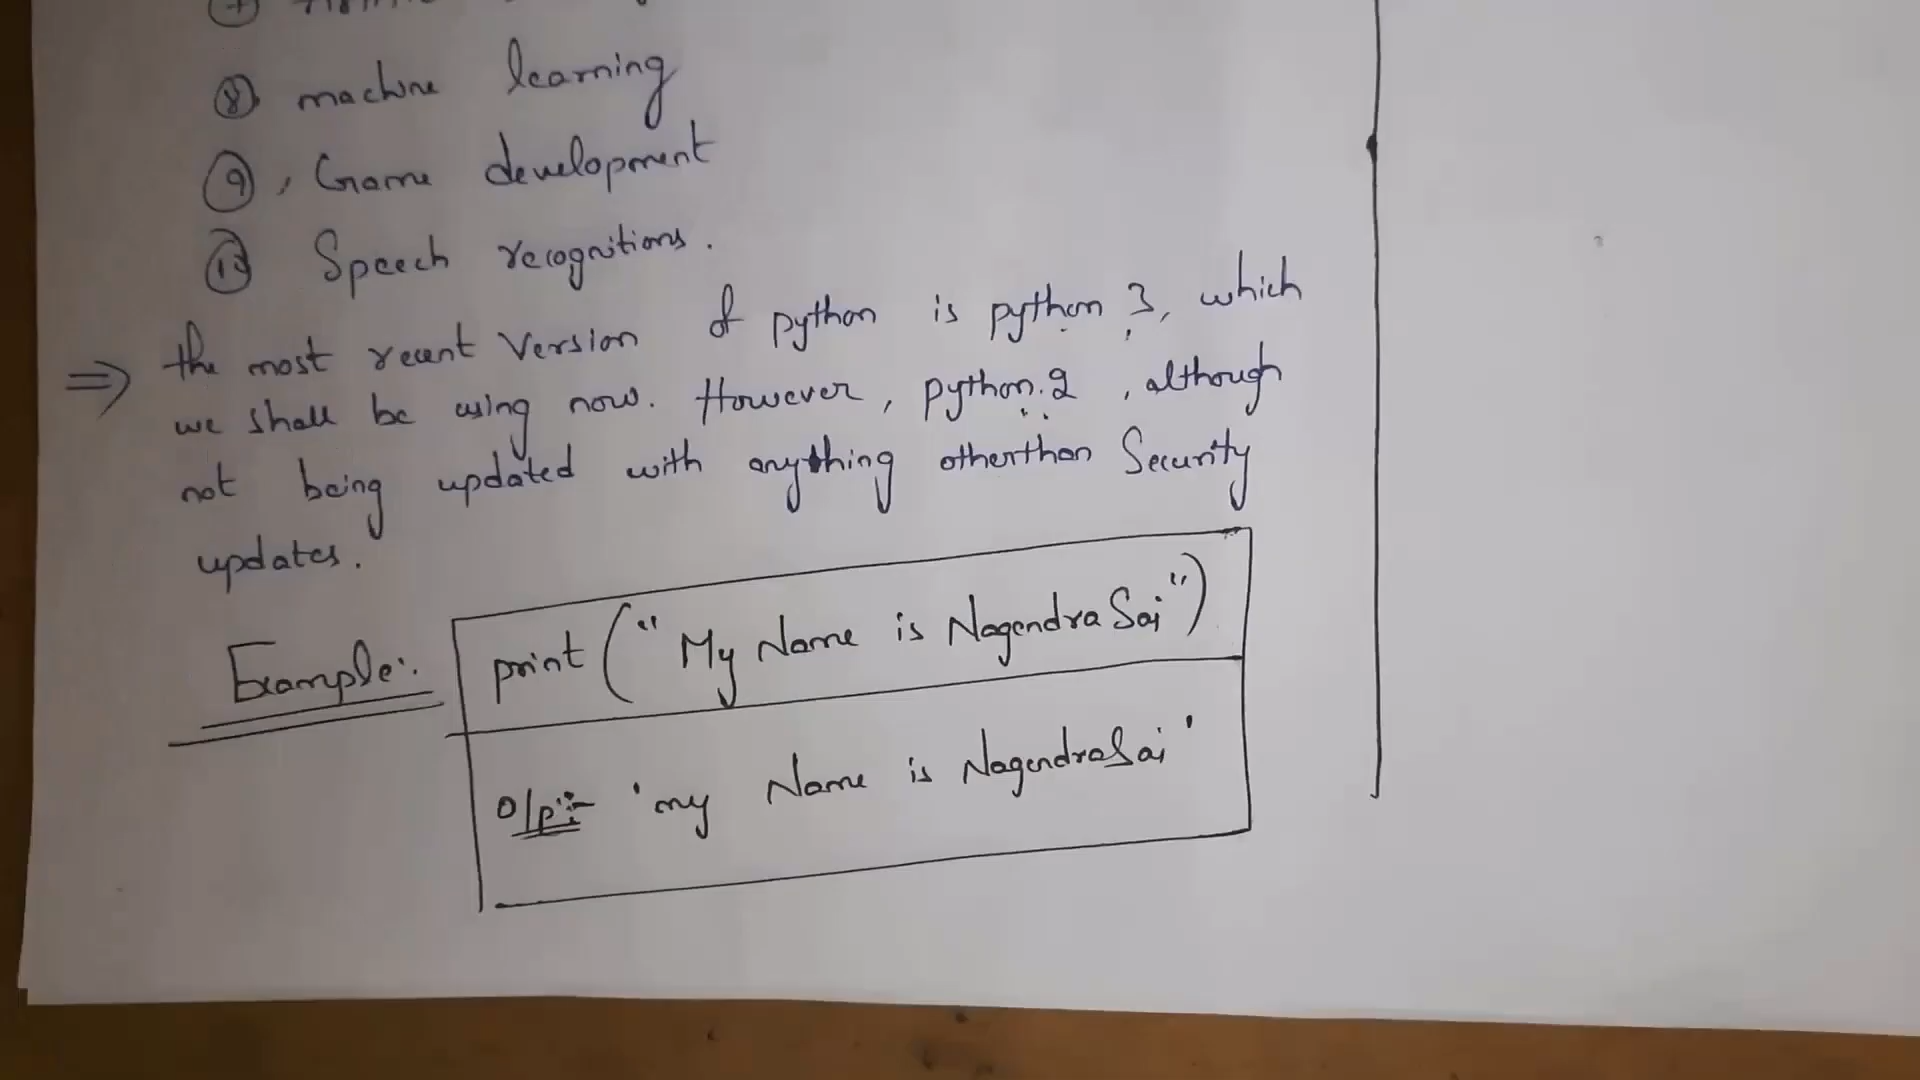 ⑧, machine learning
⑨, Game development
⑩ Speech recognitions.
⇒ the most recent Version of python is python 3, which
we shall be using now. However, python.2, although
not being updated with anything otherthan Security
updates.
Example:. print (" My Name is Nagendra Sai")
O/p:- 'my Name is NagendraSai'